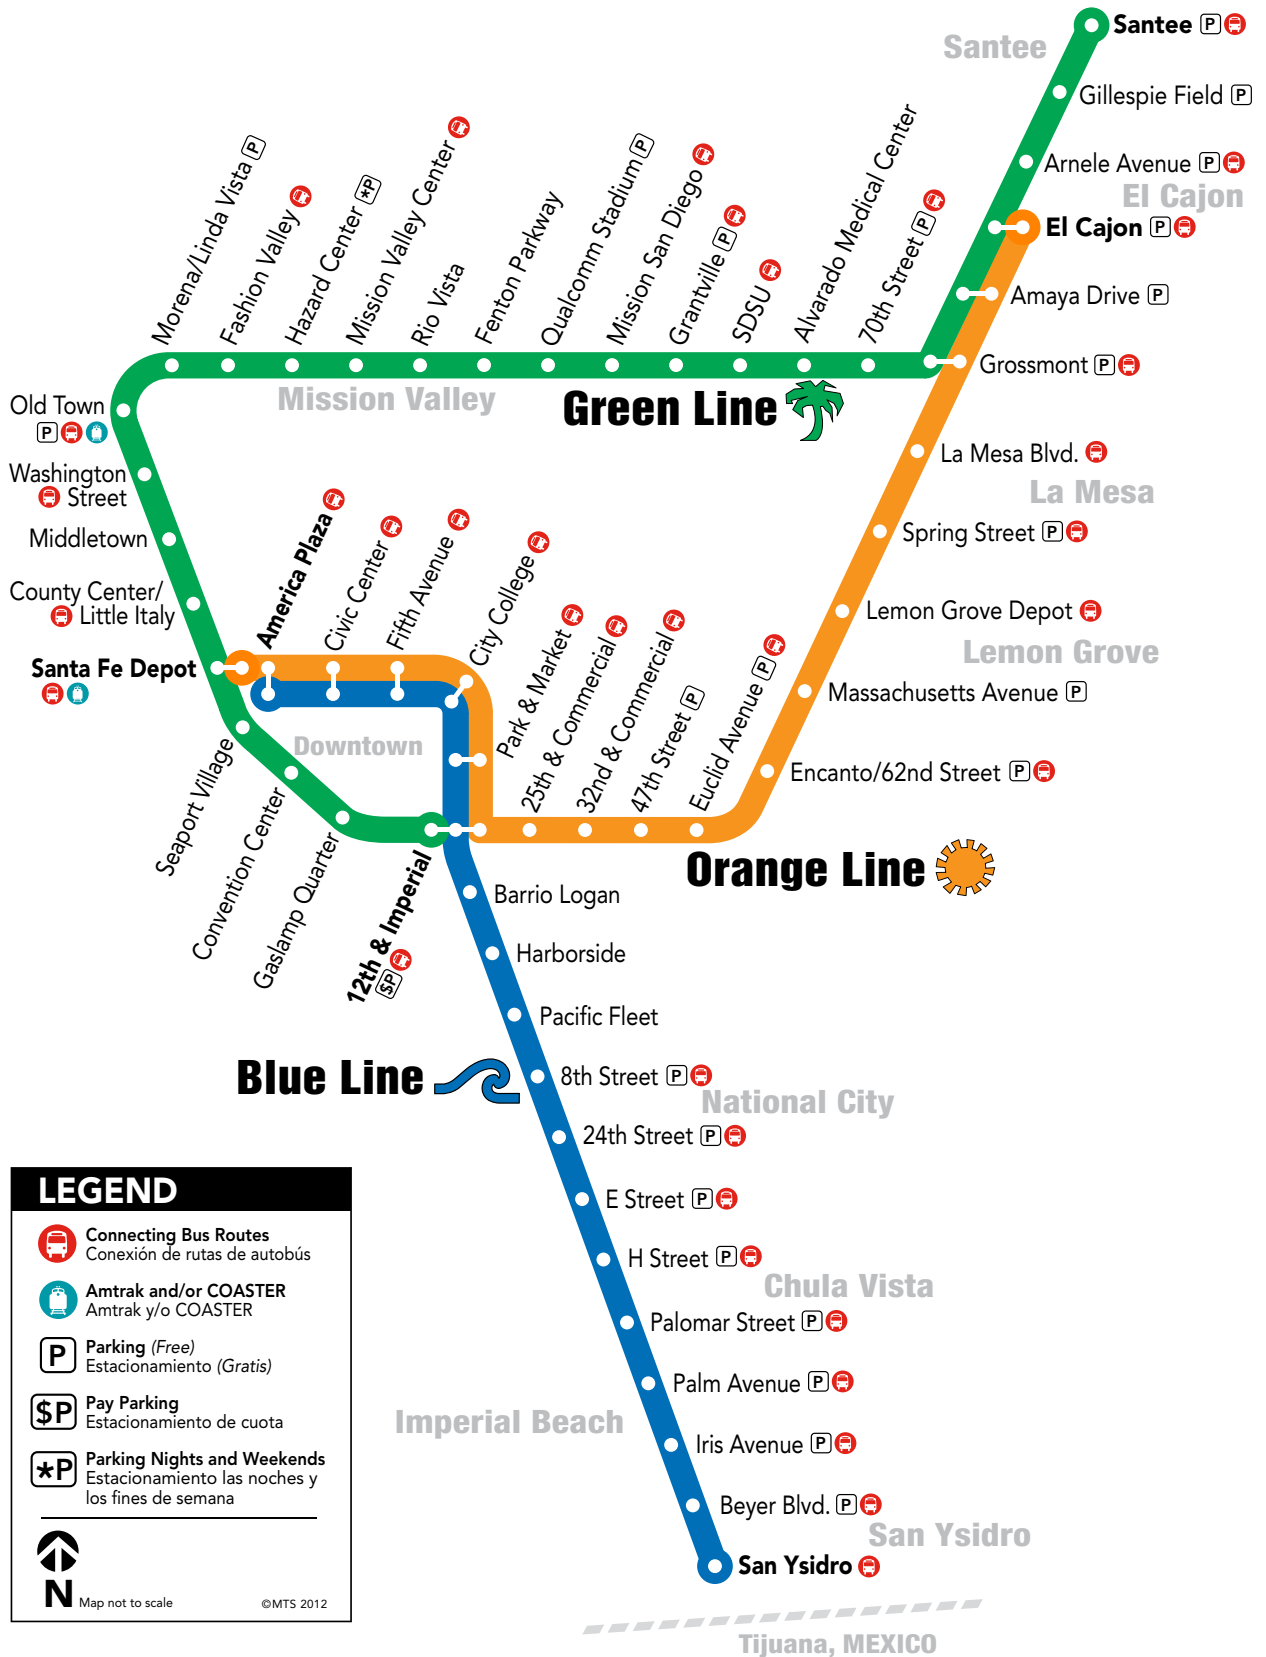 Santee P
Santee
Gillespie Field P
Arnele Avenue P
El Cajon
El Cajon P
Amaya Drive P
Grossmont P
Morena/Linda Vista P
Fashion Valley
Hazard Center *P
Mission Valley Center
Rio Vista
Fenton Parkway
Qualcomm Stadium P
Mission San Diego
Grantville P
SDSU
Alvarado Medical Center
70th Street P
Mission Valley
Green Line
Old Town
P
Washington
Street
Middletown
County Center/
Little Italy
Santa Fe Depot
America Plaza
Civic Center
Fifth Avenue
City College
Park & Market
25th & Commercial
32nd & Commercial
47th Street P
Euclid Avenue P
La Mesa Blvd.
La Mesa
Spring Street P
Lemon Grove Depot
Lemon Grove
Massachusetts Avenue P
Encanto/62nd Street P
Downtown
Seaport Village
Convention Center
Gaslamp Quarter
12th & Imperial
$P
Orange Line
Barrio Logan
Harborside
Pacific Fleet
Blue Line
8th Street P
National City
24th Street P
E Street P
H Street P
Chula Vista
Palomar Street P
Palm Avenue P
Imperial Beach
Iris Avenue P
Beyer Blvd. P
San Ysidro
San Ysidro
Tijuana, MEXICO
LEGEND
Connecting Bus Routes
Conexión de rutas de autobús
Amtrak and/or COASTER
Amtrak y/o COASTER
P
Parking (Free)
Estacionamiento (Gratis)
$P
Pay Parking
Estacionamiento de cuota
*P
Parking Nights and Weekends
Estacionamiento las noches y
los fines de semana
N
Map not to scale
©MTS 2012